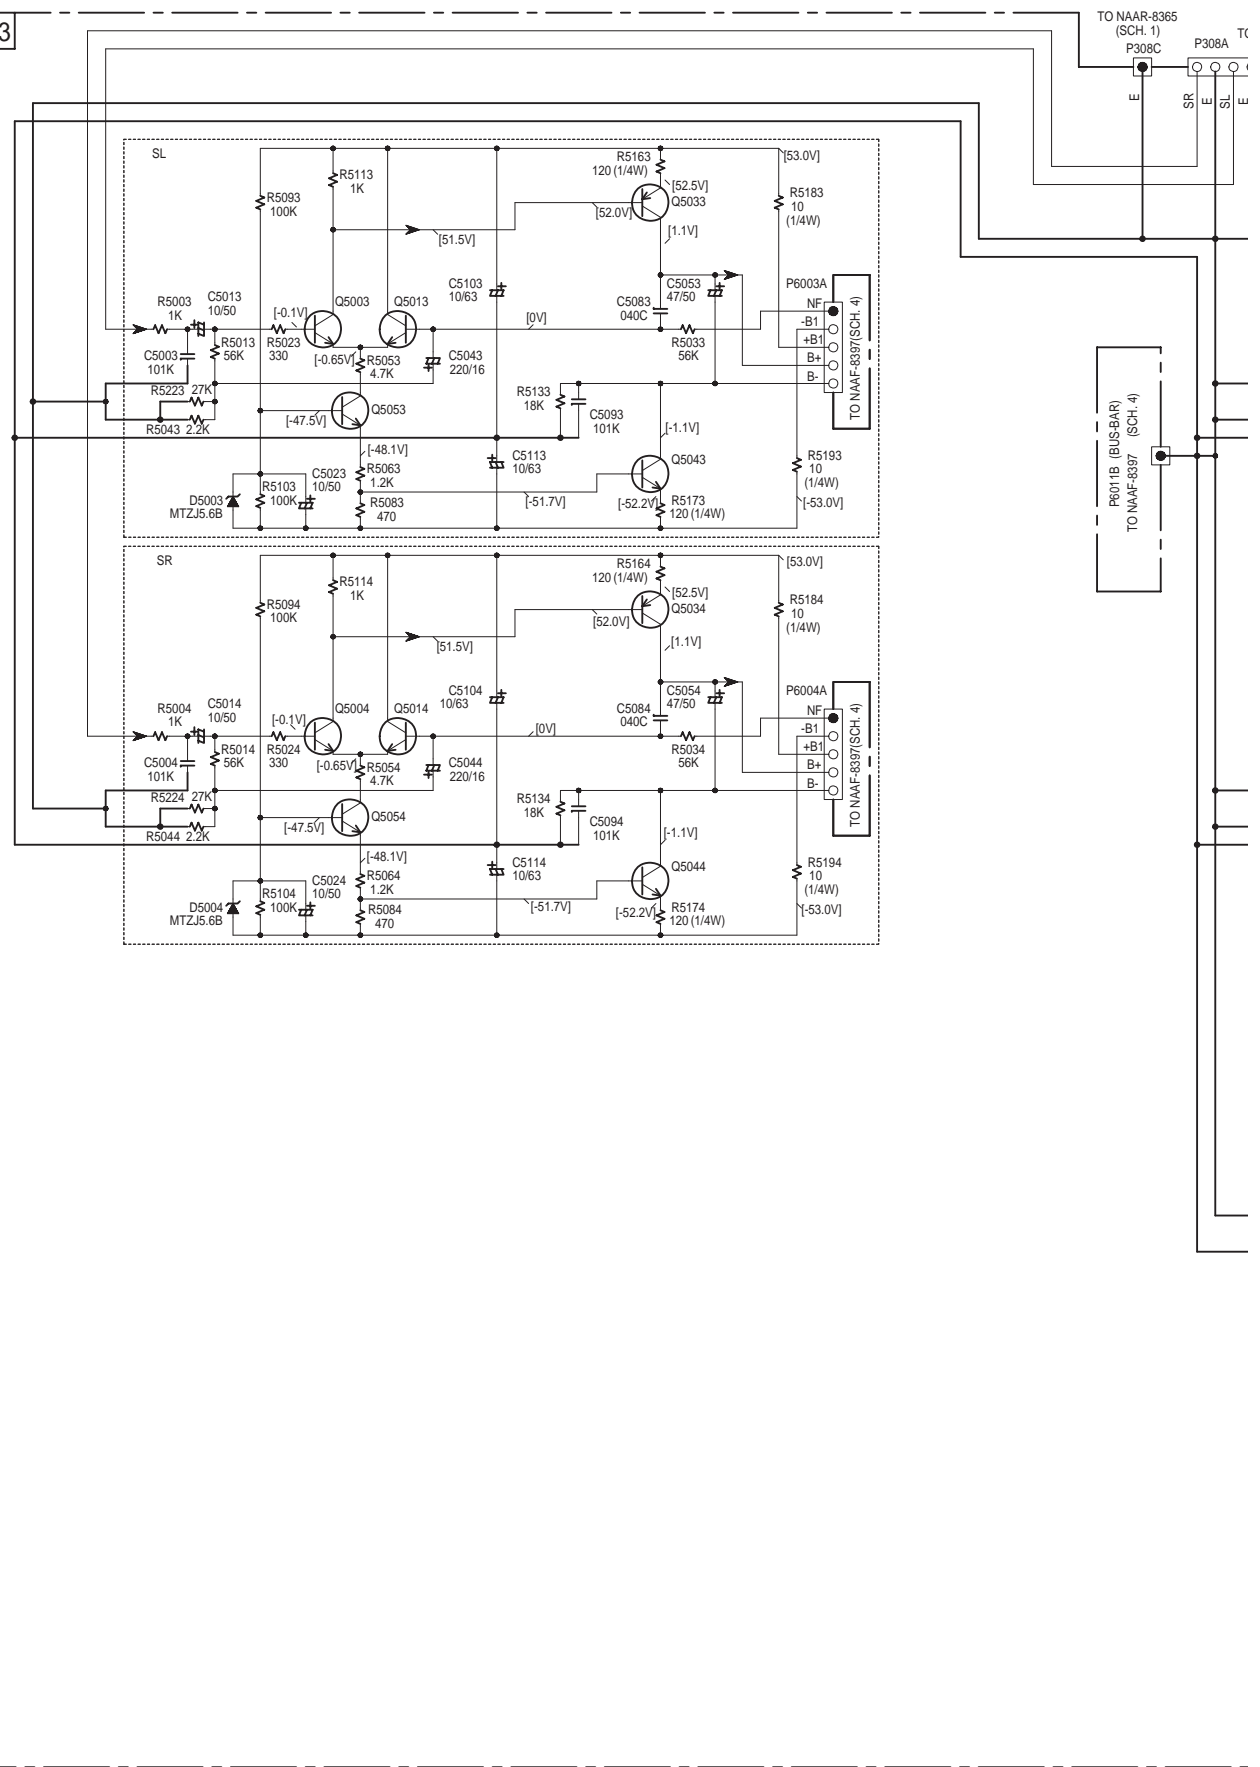 3
TO NAAR-8365
(SCH. 1)
P308C
P308A
E
SR
E
SL
E
SL
R5113
1K
R5093
100K
R5163
120 (1/4W)
[53.0V]
[52.5V]
Q5033
[52.0V]
R5183
10
(1/4W)
[51.5V]
[1.1V]
C5103
10/63
C5053
47/50
P6003A
R5003
1K
C5013
10/50
[-0.1V]
Q5003
Q5013
C5083
040C
[0V]
NF
-B1
+B1
B+
B-
TO NAAF-8397(SCH. 4)
C5003
101K
R5013
56K
R5023
330
[-0.65V]
R5053
4.7K
C5043
220/16
R5033
56K
R5223 27K
R5043 2.2K
[-47.5V]
Q5053
R5133
18K
C5093
101K
[-1.1V]
P6011B (BUS-BAR)
TO NAAF-8397 (SCH. 4)
[-48.1V]
R5063
1.2K
C5113
10/63
Q5043
R5193
10
(1/4W)
D5003
MTZJ5.6B
R5103
100K
C5023
10/50
R5083
470
[-51.7V]
[-52.2V]
R5173
120 (1/4W)
[-53.0V]
SR
R5114
1K
R5094
100K
R5164
120 (1/4W)
[53.0V]
[52.5V]
Q5034
[52.0V]
R5184
10
(1/4W)
[51.5V]
[1.1V]
C5104
10/63
C5054
47/50
P6004A
R5004
1K
C5014
10/50
[-0.1V]
Q5004
Q5014
C5084
040C
[0V]
NF
-B1
+B1
B+
B-
TO NAAF-8397(SCH. 4)
C5004
101K
R5014
56K
R5024
330
[-0.65V]
R5054
4.7K
C5044
220/16
R5034
56K
R5224 27K
R5044 2.2K
[-47.5V]
Q5054
R5134
18K
C5094
101K
[-1.1V]
[-48.1V]
R5064
1.2K
C5114
10/63
Q5044
R5194
10
(1/4W)
D5004
MTZJ5.6B
R5104
100K
C5024
10/50
R5084
470
[-51.7V]
[-52.2V]
R5174
120 (1/4W)
[-53.0V]